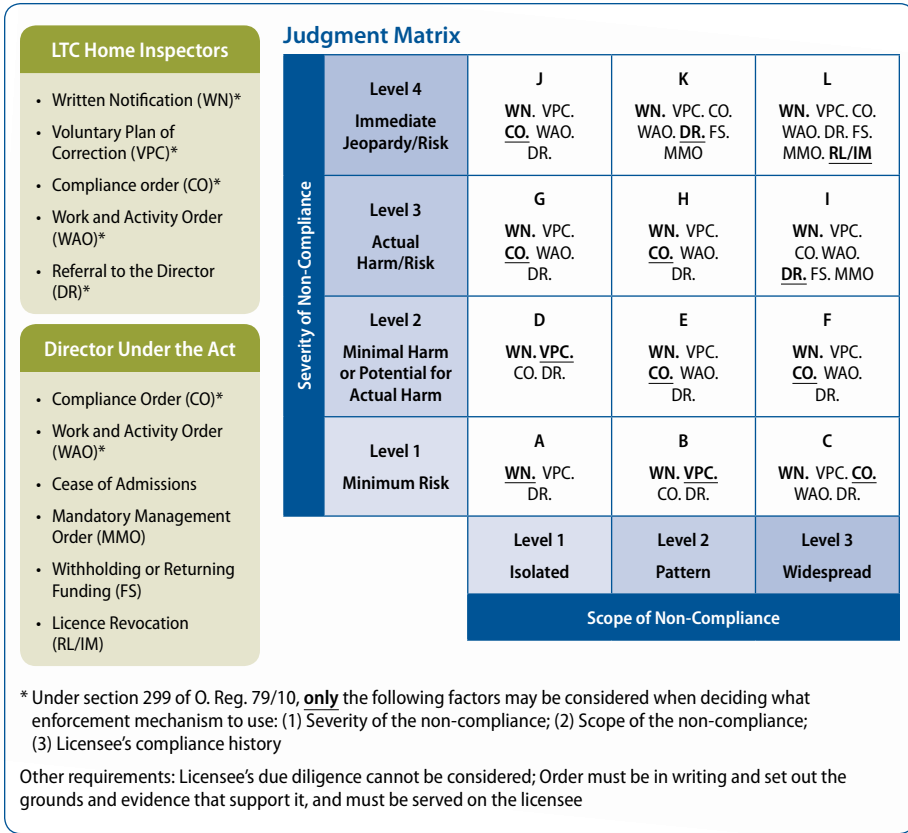 LTC Home Inspectors
• Written Notification (WN)*
• Voluntary Plan of
Correction (VPC)*
• Compliance order (CO)*
• Work and Activity Order
(WAO)*
• Referral to the Director
(DR)*
Director Under the Act
• Compliance Order (CO)*
• Work and Activity Order
(WAO)*
• Cease of Admissions
• Mandatory Management
Order (MMO)
• Withholding or Returning
Funding (FS)
• Licence Revocation
(RL/IM)
Judgment Matrix
Severity of Non-Compliance
Level 4
Immediate
Jeopardy/Risk
J
WN. VPC.
CO. WAO.
DR.
K
WN. VPC. CO.
WAO. DR. FS.
MMO
L
WN. VPC. CO.
WAO. DR. FS.
MMO. RL/IM
Level 3
Actual
Harm/Risk
G
WN. VPC.
CO. WAO.
DR.
H
WN. VPC.
CO. WAO.
DR.
I
WN. VPC.
CO. WAO.
DR. FS. MMO
Level 2
Minimal Harm
or Potential for
Actual Harm
D
WN. VPC.
CO. DR.
E
WN. VPC.
CO. WAO.
DR.
F
WN. VPC.
CO. WAO.
DR.
Level 1
Minimum Risk
A
WN. VPC.
DR.
B
WN. VPC.
CO. DR.
C
WN. VPC. CO.
WAO. DR.
Level 1
Isolated
Level 2
Pattern
Level 3
Widespread
Scope of Non-Compliance
* Under section 299 of O. Reg. 79/10, only the following factors may be considered when deciding what
enforcement mechanism to use: (1) Severity of the non-compliance; (2) Scope of the non-compliance;
(3) Licensee's compliance history
Other requirements: Licensee's due diligence cannot be considered; Order must be in writing and set out the
grounds and evidence that support it, and must be served on the licensee